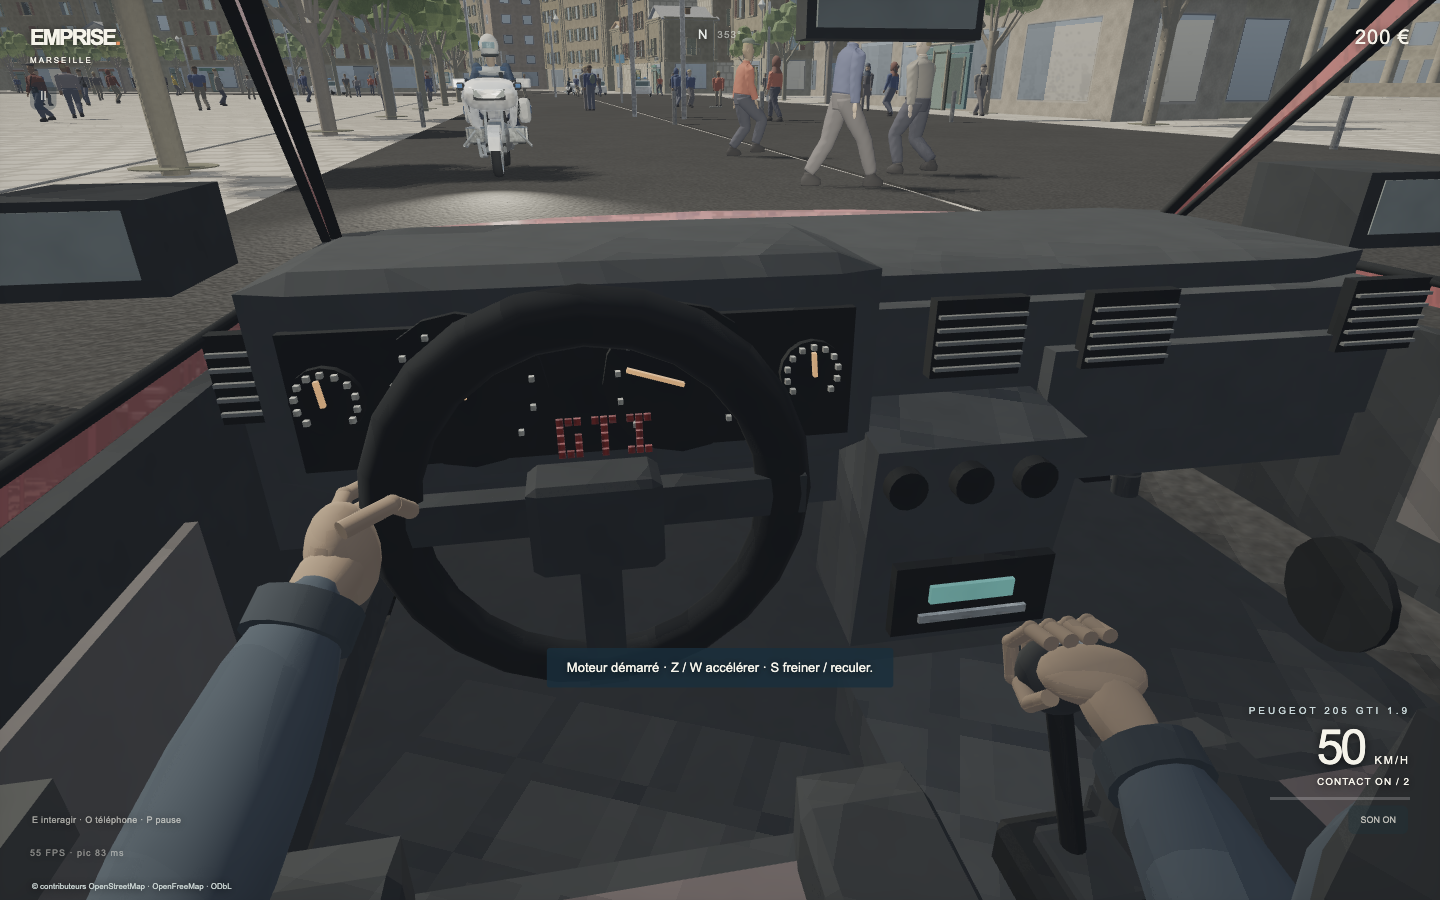 EMPRISE.
MARSEILLE
N 353°
200 €
GTI
Moteur démarré · Z / W accélérer · S freiner / reculer.
PEUGEOT 205 GTI 1.9
50 KM/H
CONTACT ON / 2
SON ON
E interagir · O téléphone · P pause
55 FPS · pic 83 ms
© contributeurs OpenStreetMap · OpenFreeMap · ODbL